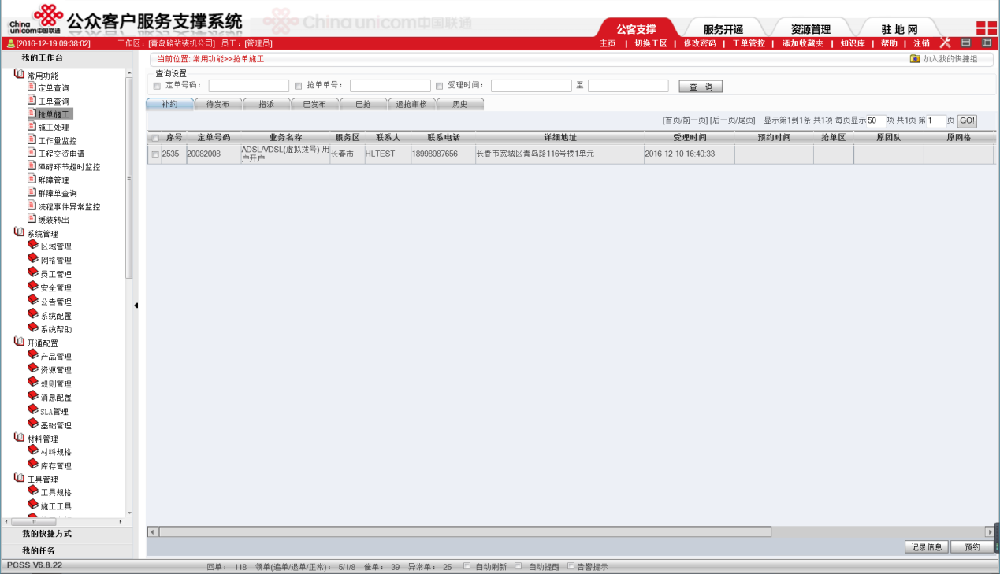 China unicom中国联通 公众客户服务支撑系统
China unicom中国联通
公客支撑 服务开通 资源管理 驻地网
[2016-12-19 09:38:02] 工作区：[青岛路站装机公司] 员工：[管理员] 主页 | 切换工区 | 修改密码 | 工单管控 | 添加收藏夹 | 知识库 | 帮助 | 注销
我的工作台
当前位置: 常用功能>>抢单施工 加入我的快捷组
常用功能
定单查询
工单查询
抢单施工
施工处理
工作量监控
工程交资申请
障碍环节超时监控
群障管理
群障单查询
流程事件异常监控
缓装转出
系统管理
区域管理
网格管理
员工管理
安全管理
公告管理
系统配置
系统帮助
开通配置
产品管理
资源管理
规则管理
消息配置
SLA管理
基础管理
材料管理
材料规格
库存管理
工具管理
工具规格
施工工具
我的快捷方式
我的任务
查询设置
定单号码： 抢单单号： 受理时间： 至 查 询
补约 待发布 指派 已发布 已抢 退抢审核 历史
[首页/前一页] [后一页/尾页] 显示第1到1条 共1项 每页显示 50 项 共1页 第 1 页 GO!
序号 定单号码 业务名称 服务区 联系人 联系电话 详细地址 受理时间 预约时间 抢单区 原团队 原网格
2535 20082008 ADSL/VDSL(虚拟拨号) 用户开户 长春市 HLTEST 18998987656 长春市宽城区青岛路116号楼1单元 2016-12-10 16:40:33
记录信息 预约
PCSS V6.8.22 回单： 118 领单(追单/退单/正常)： 5/1/8 催单： 39 异常单： 25 自动刷新 自动提醒 告警提示